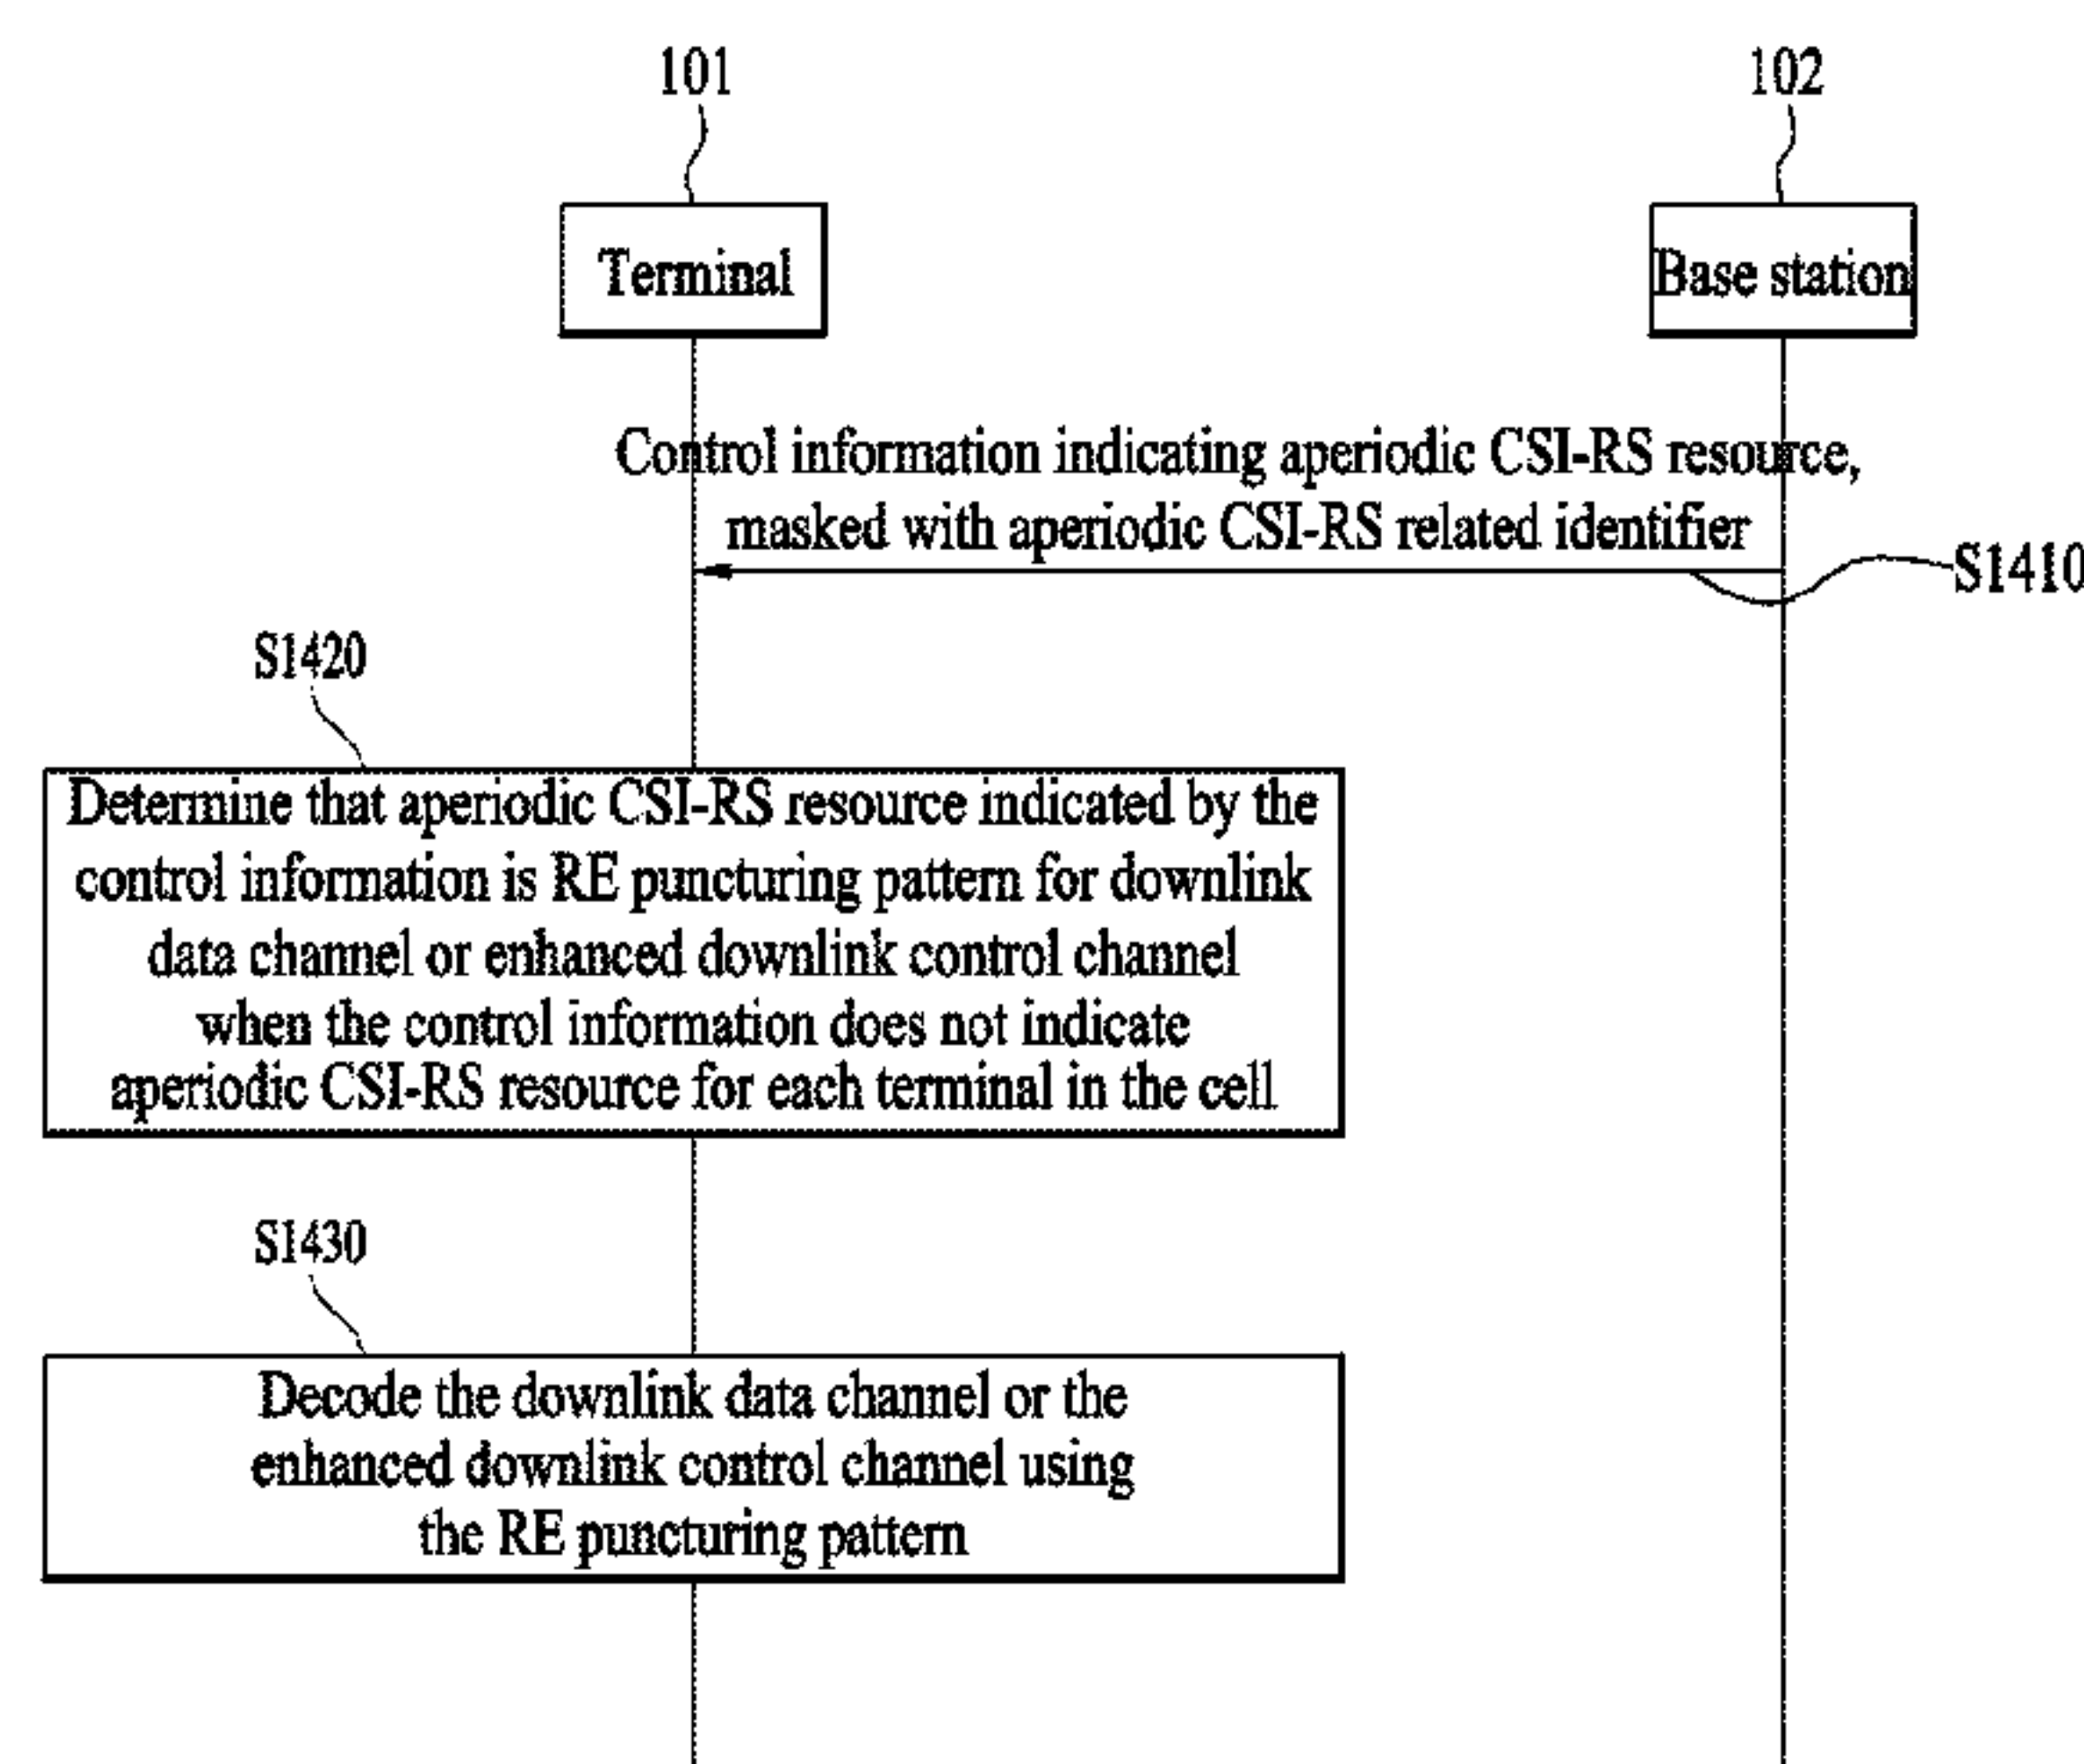 101
102
Terminal
Base station
Control information indicating aperiodic CSI-RS resource,
masked with aperiodic CSI-RS related identifier
S1410
S1420
Determine that aperiodic CSI-RS resource indicated by the
control information is RE puncturing pattern for downlink
data channel or enhanced downlink control channel
when the control information does not indicate
aperiodic CSI-RS resource for each terminal in the cell
S1430
Decode the downlink data channel or the
enhanced downlink control channel using
the RE puncturing pattern